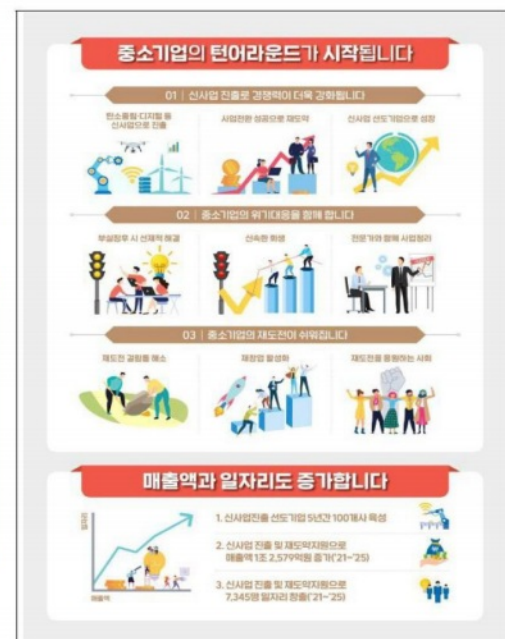 중소기업의 턴어라운드가 시작됩니다
01 | 신사업 진출로 경쟁력이 더욱 강화됩니다
탄소중립·디지털 등
신사업으로 진출
사업전환 성공으로 재도약
신사업 선도기업으로 성장
02 | 중소기업의 위기대응을 함께 합니다
부실징후 시 선제적 해결
신속한 회생
전문가와 함께 사업정리
03 | 중소기업의 재도전이 쉬워집니다
재도전 걸림돌 해소
재창업 활성화
재도전을 응원하는 사회
매출액과 일자리도 증가합니다
매출액
1. 신사업진출 선도기업 5년간 100개사 육성
2. 신사업 진출 및 재도약지원으로
매출액 1조 2,579억원 증가('21~'25)
3. 신사업 진출 및 재도약지원으로
7,345명 일자리 창출('21~'25)